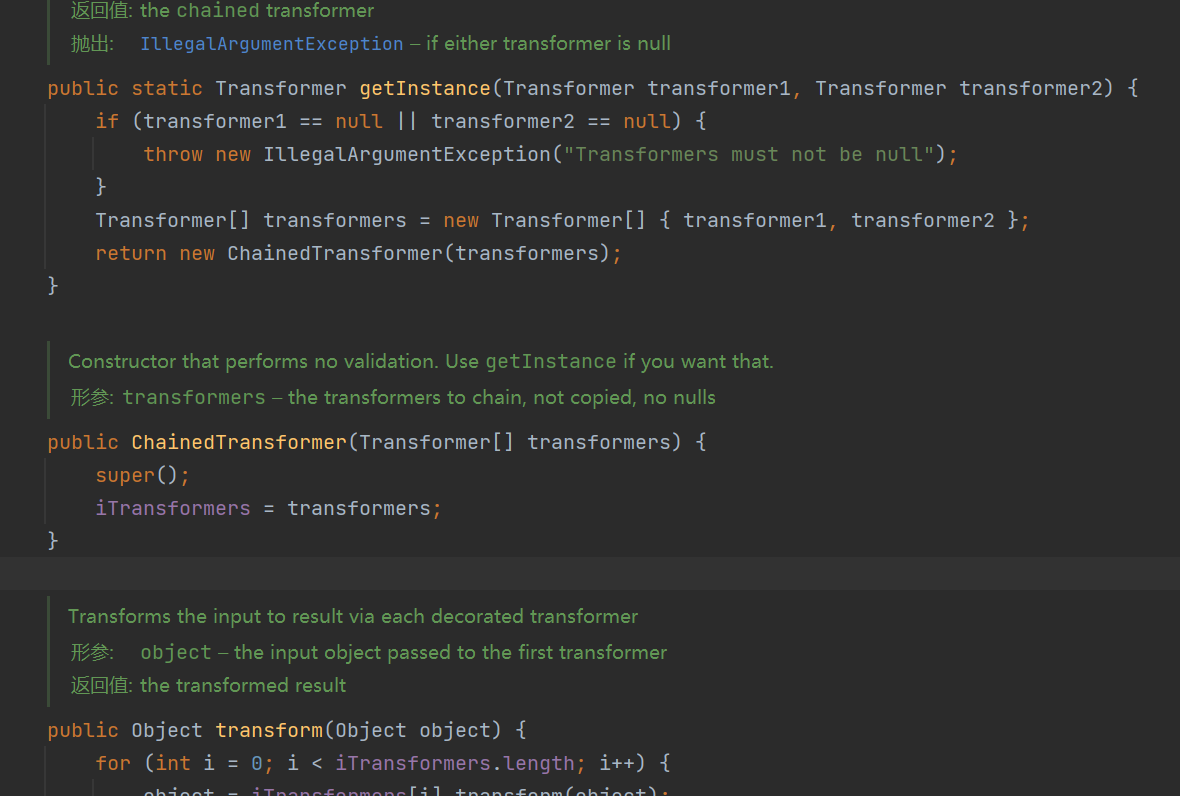 返回值: the chained transformer
抛出: IllegalArgumentException – if either transformer is null
public static Transformer getInstance(Transformer transformer1, Transformer transformer2) {
    if (transformer1 == null || transformer2 == null) {
        throw new IllegalArgumentException("Transformers must not be null");
    }
    Transformer[] transformers = new Transformer[] { transformer1, transformer2 };
    return new ChainedTransformer(transformers);
}
Constructor that performs no validation. Use getInstance if you want that.
形参: transformers – the transformers to chain, not copied, no nulls
public ChainedTransformer(Transformer[] transformers) {
    super();
    iTransformers = transformers;
}
Transforms the input to result via each decorated transformer
形参: object – the input object passed to the first transformer
返回值: the transformed result
public Object transform(Object object) {
    for (int i = 0; i < iTransformers.length; i++) {
        object = iTransformers[i].transform(object);